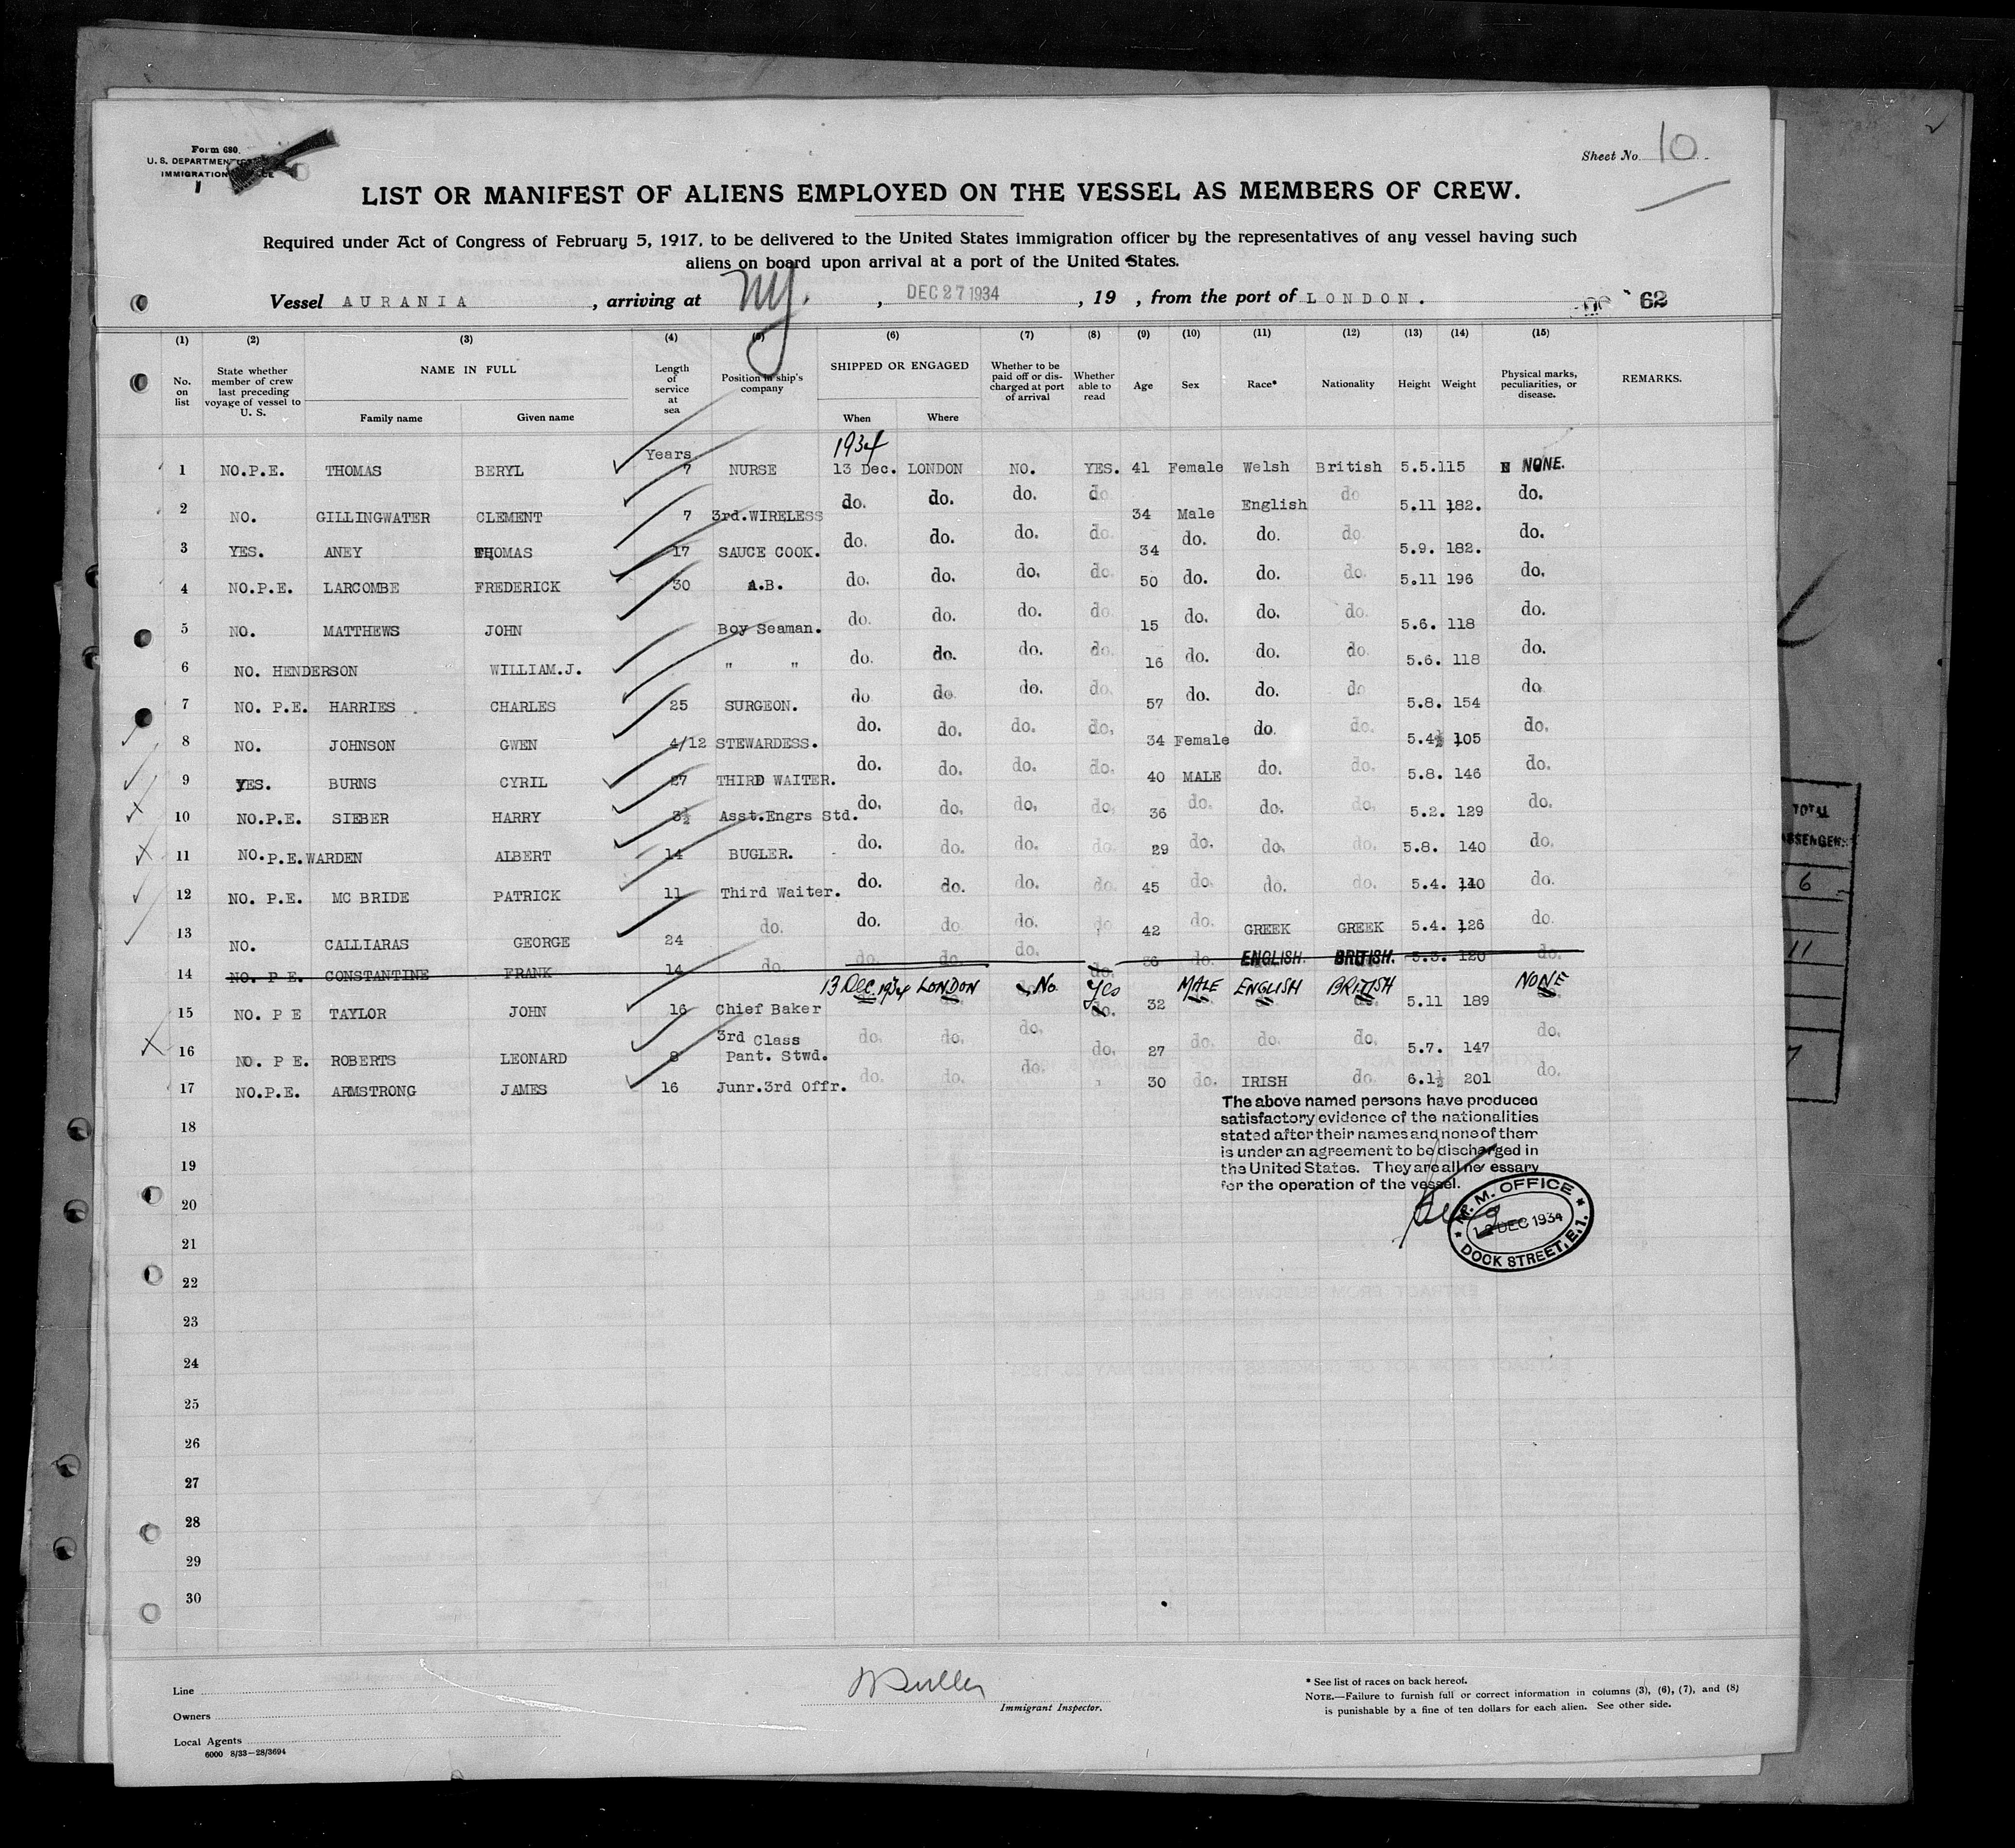 Form 680
U. S. DEPARTMENT
IMMIGRATION
Sheet No. 10
LIST OR MANIFEST OF ALIENS EMPLOYED ON THE VESSEL AS MEMBERS OF CREW.
Required under Act of Congress of February 5, 1917, to be delivered to the United States immigration officer by the representatives of any vessel having such
aliens on board upon arrival at a port of the United States.
Vessel AURANIA, arriving at NY., DEC 27 1934, 19 , from the port of LONDON. 62
(1) (2) (3) (4) (5) (6) (7) (8) (9) (10) (11) (12) (13) (14) (15)
No. on list State whether member of crew last preceding voyage of vessel to U. S. NAME IN FULL Family name Given name Length of service at sea Position in ship's company SHIPPED OR ENGAGED When Where Whether to be paid off or discharged at port of arrival Whether able to read Age Sex Race* Nationality Height Weight Physical marks, peculiarities, or disease. REMARKS.
Years 1934
1 NO.P.E. THOMAS BERYL 7 NURSE 13 Dec. LONDON NO. YES. 41 Female Welsh British 5.5. 115 NONE.
2 NO. GILLINGWATER CLEMENT 7 3rd.WIRELESS do. do. do. do. 34 Male English do 5.11 182. do.
3 YES. ANEY THOMAS 17 SAUCE COOK. do. do. do. do. 34 do. do. do. 5.9. 182. do.
4 NO.P.E. LARCOMBE FREDERICK 30 A.B. do. do. do. do. 50 do. do. do. 5.11 196 do.
5 NO. MATTHEWS JOHN Boy Seaman. do. do. do. do. 15 do. do. do. 5.6. 118 do.
6 NO. HENDERSON WILLIAM.J. " " do. do. do. do. 16 do. do. do. 5.6. 118 do.
7 NO. P.E. HARRIES CHARLES 25 SURGEON. do. do. do. do. 57 do. do. do 5.8. 154 do.
8 NO. JOHNSON GWEN 4/12 STEWARDESS. do. do. do. do. 34 Female do. do. 5.4½ 105 do.
9 YES. BURNS CYRIL 27 THIRD WAITER. do. do. do. do. 40 MALE do. do. 5.8. 146 do.
10 NO.P.E. SIEBER HARRY 3½ Asst.Engrs Std. do. do. do. do. 36 do. do. do. 5.2. 129 do.
11 NO.P.E. WARDEN ALBERT 14 BUGLER. do. do. do. do. 29 do. do. do. 5.8. 140 do.
12 NO. P.E. MC BRIDE PATRICK 11 Third Waiter. do. do. do. do. 45 do. do. do. 5.4. 140 do.
13 NO. CALLIARAS GEORGE 24 do. do. do. do. 42 do. GREEK GREEK 5.4. 126 do.
14 NO. P E. CONSTANTINE FRANK 14 do. do. do. do. do. 36 do. ENGLISH. BRITISH. 5.5. 120 do.
15 NO. P E TAYLOR JOHN 16 Chief Baker 13 Dec. 1934 LONDON No Yes 32 MALE ENGLISH BRITISH 5.11 189 NONE
16 NO. P E. ROBERTS LEONARD 8 3rd Class Pant. Stwd. do. do. do. do. 27 do. do. do. 5.7. 147 do.
17 NO.P.E. ARMSTRONG JAMES 16 Junr.3rd Offr. do. do. do. 30 do. IRISH do. 6.1½ 201 do.
The above named persons have produced
satisfactory evidence of the nationalities
stated after their names and none of them
is under an agreement to be discharged in
the United States. They are all ne essary
for the operation of the vessel.
M. OFFICE
12 DEC 1934
DOCK STREET, E.1.
18
19
20
21
22
23
24
25
26
27
28
29
30
TOTAL
6
11
Line
Owners
Local Agents
6000 8/33—28/3694
Immigrant Inspector.
* See list of races on back hereof.
NOTE.—Failure to furnish full or correct information in columns (3), (6), (7), and (8)
is punishable by a fine of ten dollars for each alien. See other side.